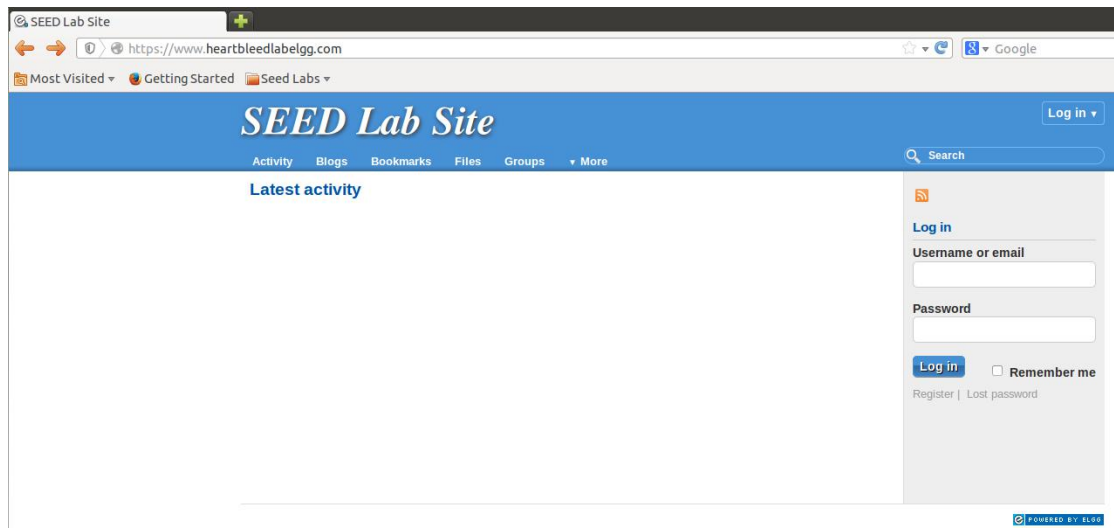 SEED Lab Site
https://www.heartbleedlabelgg.com
Google
Most Visited Getting Started Seed Labs
SEED Lab Site
Log in
Activity Blogs Bookmarks Files Groups More
Search
Latest activity
Log in
Username or email
Password
Log in Remember me
Register | Lost password
POWERED BY ELGG